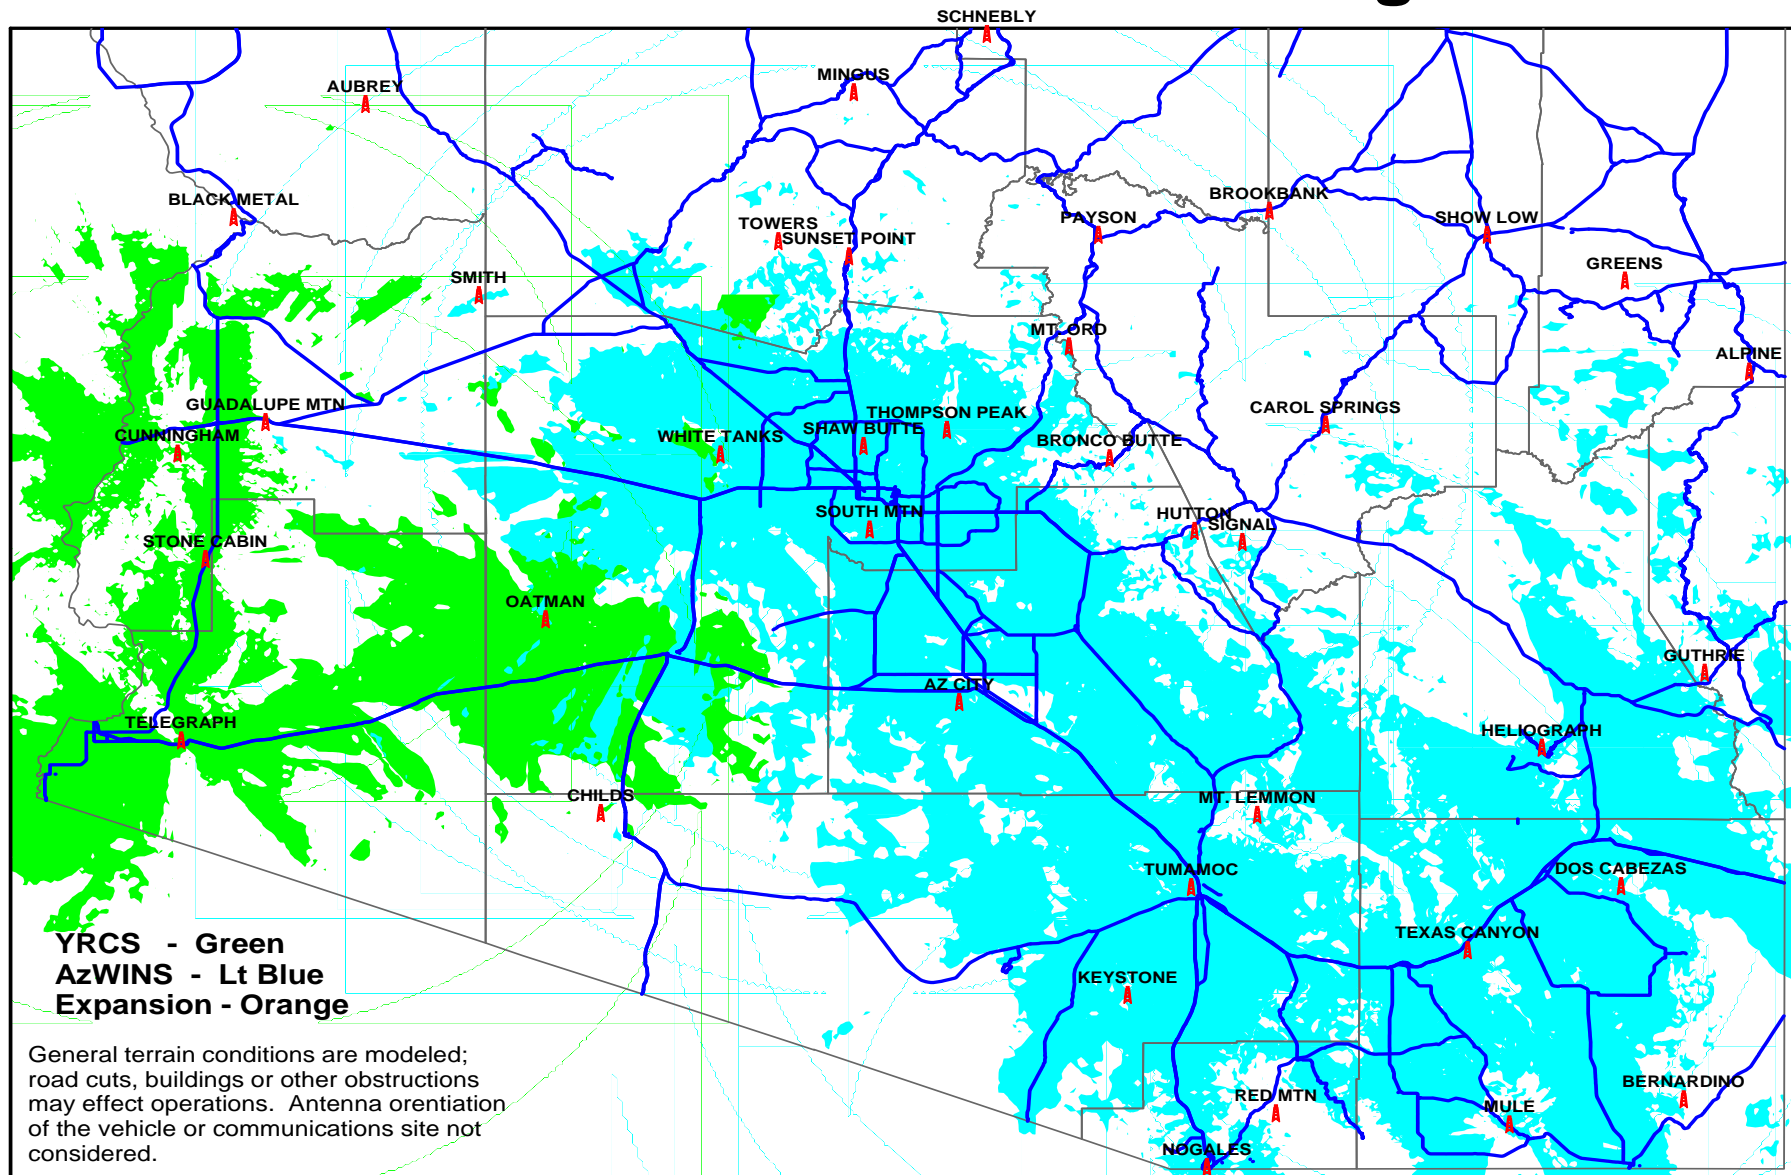 SCHNEBLY
AUBREY
MINGUS
BLACK METAL
TOWERS
SUNSET POINT
PAYSON
BROOKBANK
SHOW LOW
SMITH
GREENS
MT. ORD
ALPINE
GUADALUPE MTN
CUNNINGHAM
WHITE TANKS
SHAW BUTTE
THOMPSON PEAK
BRONCO BUTTE
CAROL SPRINGS
SOUTH MTN
HUTTON
SIGNAL
STONE CABIN
OATMAN
GUTHRIE
AZ CITY
TELEGRAPH
HELIOGRAPH
CHILDS
MT. LEMMON
TUMAMOC
DOS CABEZAS
TEXAS CANYON
KEYSTONE
BERNARDINO
RED MTN
MULE
NOGALES
YRCS - Green
AzWINS - Lt Blue
Expansion - Orange
General terrain conditions are modeled;
road cuts, buildings or other obstructions
may effect operations. Antenna orentiation
of the vehicle or communications site not
considered.